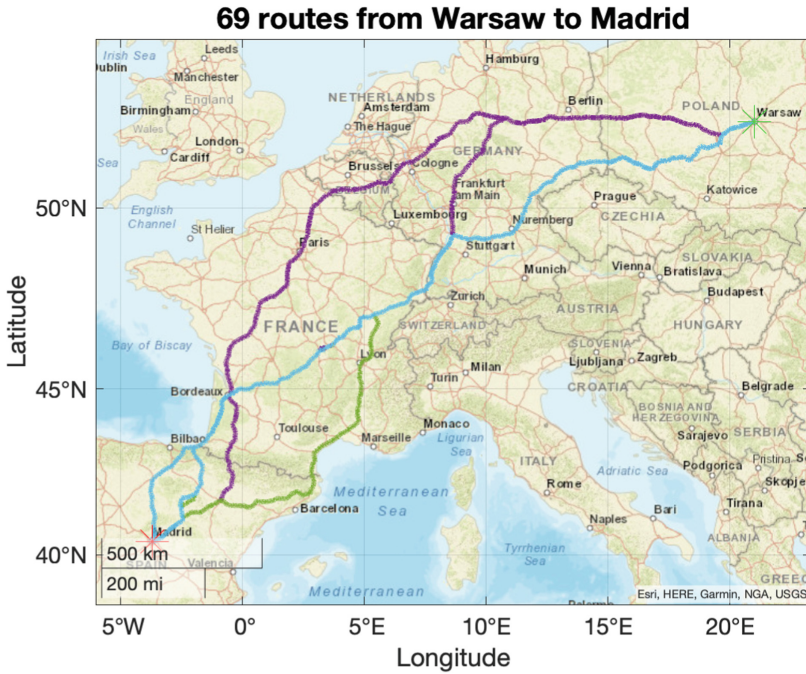 69 routes from Warsaw to Madrid
Irish Sea
Leeds
Hamburg
Dublin
Manchester
NETHERLANDS
Berlin
POLAND
Birmingham
England
Amsterdam
Warsaw
Wales
London
The Hague
Cardiff
Brussels
Cologne
GERMANY
Sea
BELGIUM
Frankfurt
am Main
Prague
Katowice
50°N
English
Channel
Luxembourg
Nuremberg
CZECHIA
St Helier
Paris
Stuttgart
SLOVAKIA
Munich
Vienna
Bratislava
Zurich
Budapest
FRANCE
SWITZERLAND
AUSTRIA
HUNGARY
Bay of Biscay
Lyon
SLOVENIA
Ljubljana
Zagreb
Turin
Milan
45°N
Bordeaux
CROATIA
Belgrade
Toulouse
Monaco
BOSNIA AND
HERZEGOVINA
Bilbao
Marseille
Ligurian
Sea
Sarajevo
SERBIA
ITALY
Adriatic Sea
Pristina
So
Podgorica
Skopje
Mediterranean
Sea
Rome
Barcelona
Bari
Tirana
Madrid
Naples
ALBANIA
40°N
500 km
SPAIN
Valencia
Tyrrhenian
Sea
200 mi
GREEC
Mediterranean
Palermo
Esri, HERE, Garmin, NGA, USGS
5°W
0°
5°E
10°E
15°E
20°E
Longitude
Latitude